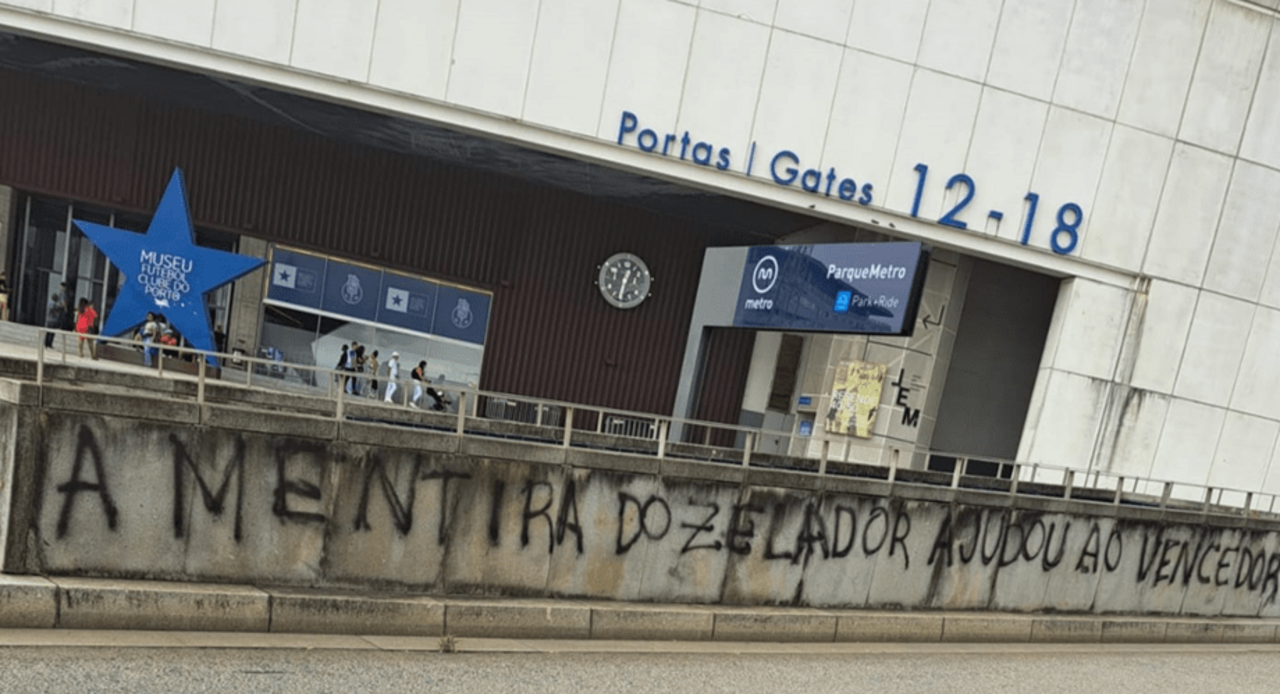 Portas | Gates 12-18
MUSEU
FUTEBOL
CLUBE DO
PORTO
metro
ParqueMetro
Park+Ride
A MENTIRA DO ZELADOR AJUDOU AO VENCEDOR